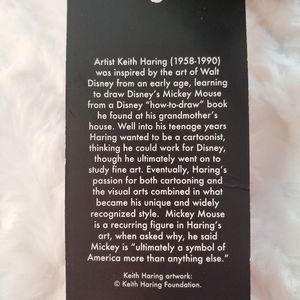 Artist Keith Haring (1958-1990)
was inspired by the art of Walt
Disney from an early age, learning
to draw Disney's Mickey Mouse
from a Disney "how-to-draw" book
he found at his grandmother's
house. Well into his teenage years
Haring wanted to be a cartoonist,
thinking he could work for Disney,
though he ultimately went on to
study fine art. Eventually, Haring's
passion for both cartooning and
the visual arts combined in what
became his unique and widely
recognized style. Mickey Mouse
is a recurring figure in Haring's
art, when asked why, he said
Mickey is "ultimately a symbol of
America more than anything else."
Keith Haring artwork:
© Keith Haring Foundation.